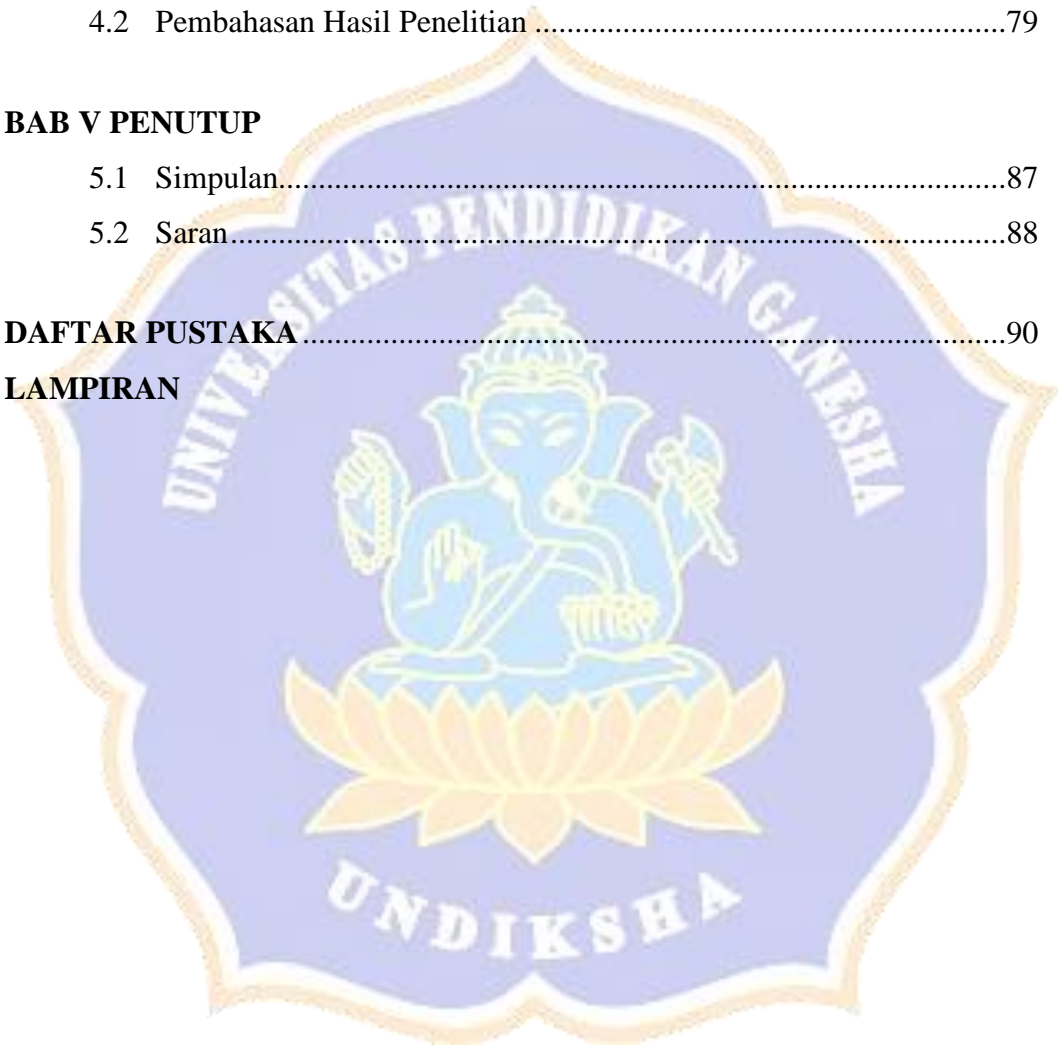 4.2 Pembahasan Hasil Penelitian ..............................................................79
BAB V PENUTUP
5.1 Simpulan..............................................................................................87
5.2 Saran.....................................................................................................88
DAFTAR PUSTAKA.......................................................................................90
LAMPIRAN
UNIVERSITAS PENDIDIKAN GANESHA
UNDIKSHA